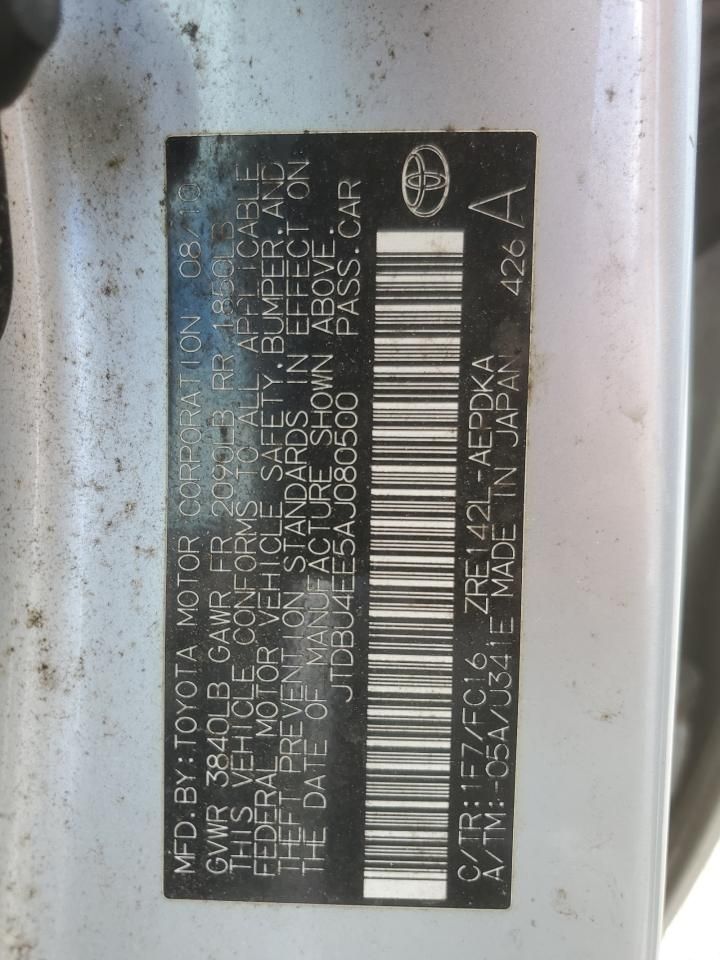 MFD. BY: TOYOTA MOTOR CORPORATION 08/10
GVWR 3840LB GAWR FR 2090LB RR 1850LB
THIS VEHICLE CONFORMS TO ALL APPLICABLE
FEDERAL MOTOR VEHICLE SAFETY, BUMPER, AND
THEFT PREVENTION STANDARDS IN EFFECT ON
THE DATE OF MANUFACTURE SHOWN ABOVE.
JTDBU4EE5AJ080500 PASS. CAR
C/TR: 1F7/FC16 ZRE142L-AEPDKA
A/TM: -05A/U341E MADE IN JAPAN 426 A